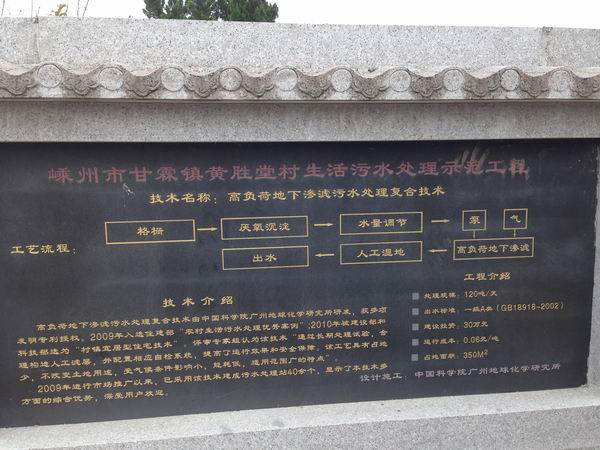 嵊州市甘霖镇黄胜堂村生活污水处理示范工程
技术名称：高负荷地下渗滤污水处理复合技术
工艺流程：
格栅
厌氧沉淀
水量调节
泵
气
出水
人工湿地
高负荷地下渗滤
技术介绍
高负荷地下渗滤污水处理复合技术由中国科学院广州地球化学研究所研发，获多项
发明专利授权。2009年入选住建部“农村生活污水处理优秀案例”;2010年被建设部和
科技部选为“村镇宜居型住宅技术”。评审专家组认为该技术“通过长期处理试验，合
理构造人工滤层，并配置相应自控系统，提高了运行效果和安全保障。该工艺具有占地
少，不改变土地用途，受气候条件影响小，能耗低，适用范围广的特点”。
2009年进行市场推广以来，已采用该技术建成污水处理站40余个，显示了本技术多
方面的综合优势，深受用户欢迎。
工程介绍
处理规模：120吨/天
出水标准：一级A类（GB18918-2002）
建设投资：30万元
运行成本：0.06元/吨
占地面积：350M²
设计施工：中国科学院广州地球化学研究所